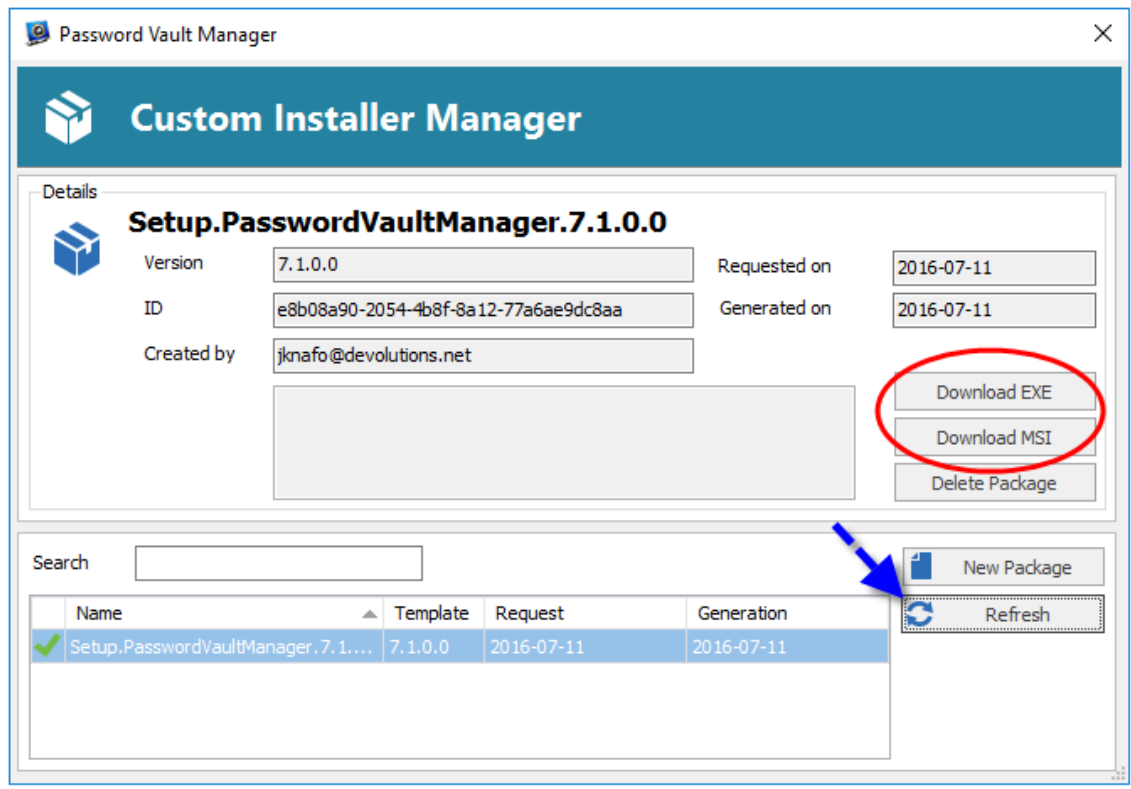 Password Vault Manager
Custom Installer Manager
Details
Setup.PasswordVaultManager.7.1.0.0
Version 7.1.0.0 Requested on 2016-07-11
ID e8b08a90-2054-4b8f-8a12-77a6ae9dc8aa Generated on 2016-07-11
Created by jknafo@devolutions.net
Download EXE
Download MSI
Delete Package
Search New Package
Refresh
Name Template Request Generation
Setup.PasswordVaultManager.7.1.... 7.1.0.0 2016-07-11 2016-07-11